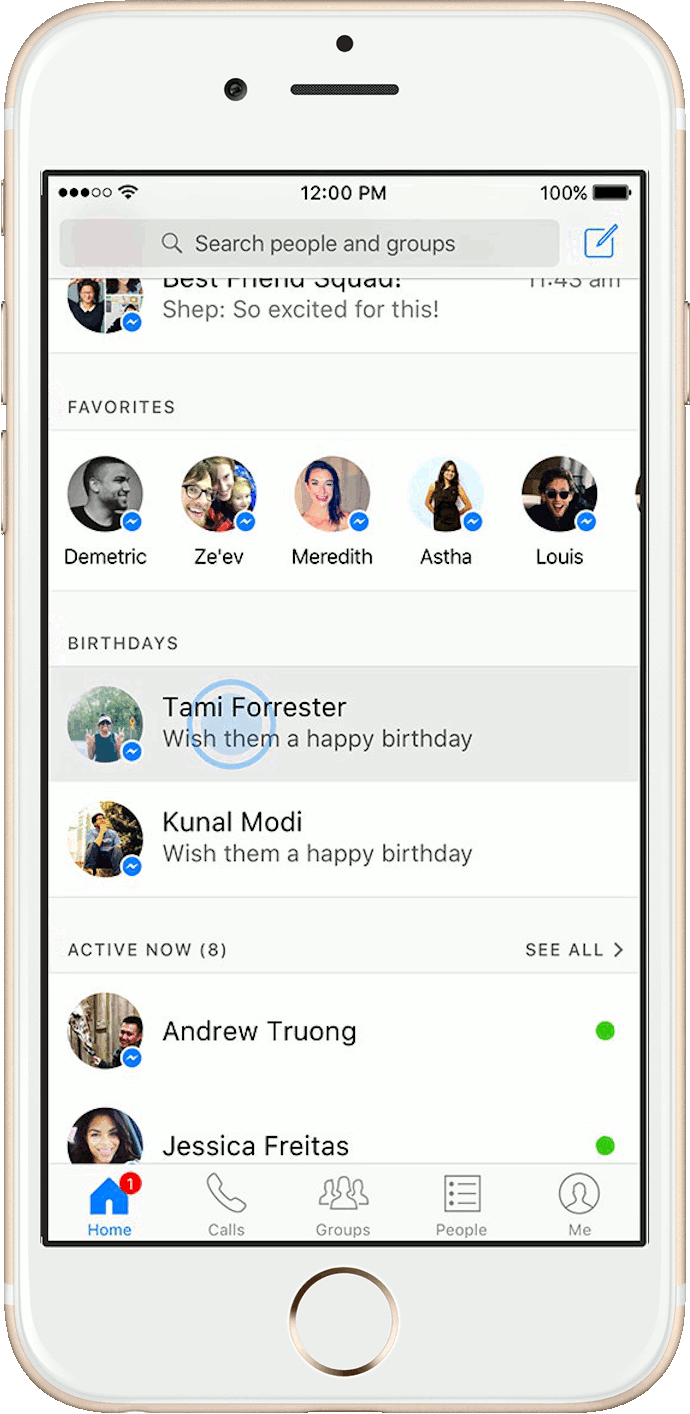 12:00 PM
100%
Search people and groups
Best Friend Squad!
11:43 am
Shep: So excited for this!
FAVORITES
Demetric
Ze'ev
Meredith
Astha
Louis
BIRTHDAYS
Tami Forrester
Wish them a happy birthday
Kunal Modi
Wish them a happy birthday
ACTIVE NOW (8)
SEE ALL >
Andrew Truong
Jessica Freitas
1
Home
Calls
Groups
People
Me